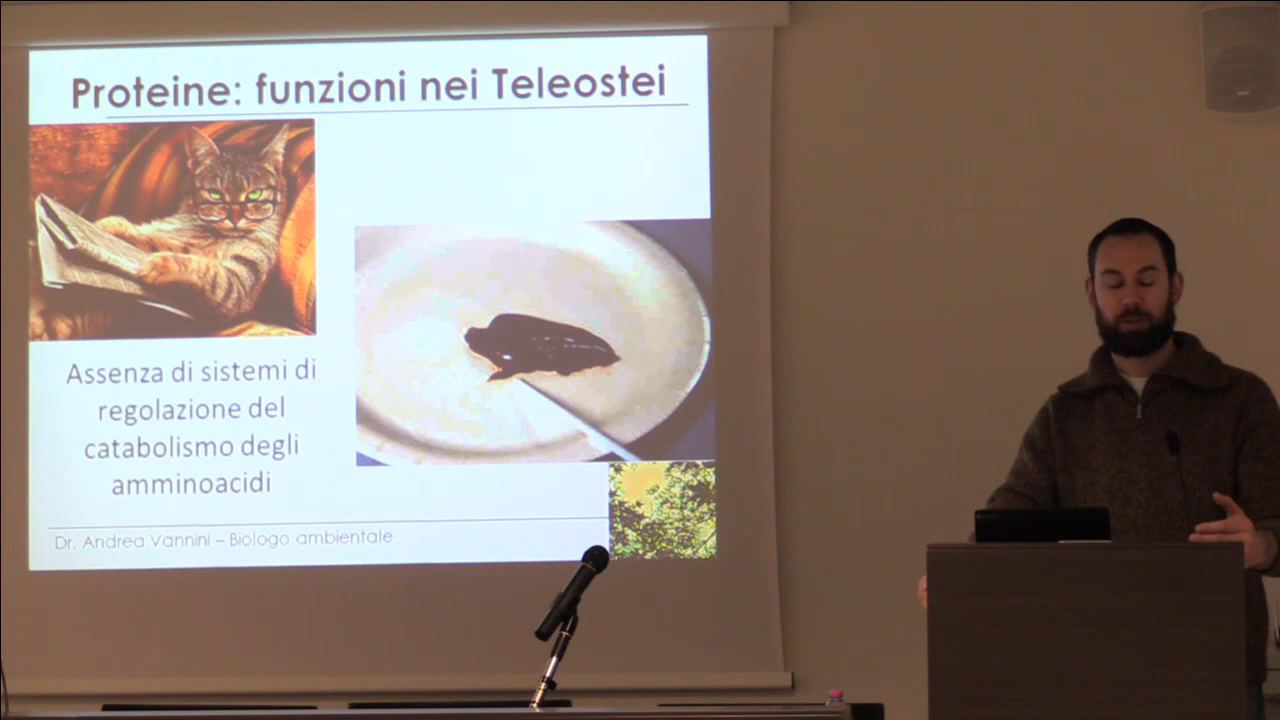 Proteine: funzioni nei Teleostei
Assenza di sistemi di
regolazione del
catabolismo degli
amminoacidi
Dr. Andrea Vannini – Biologo ambientale